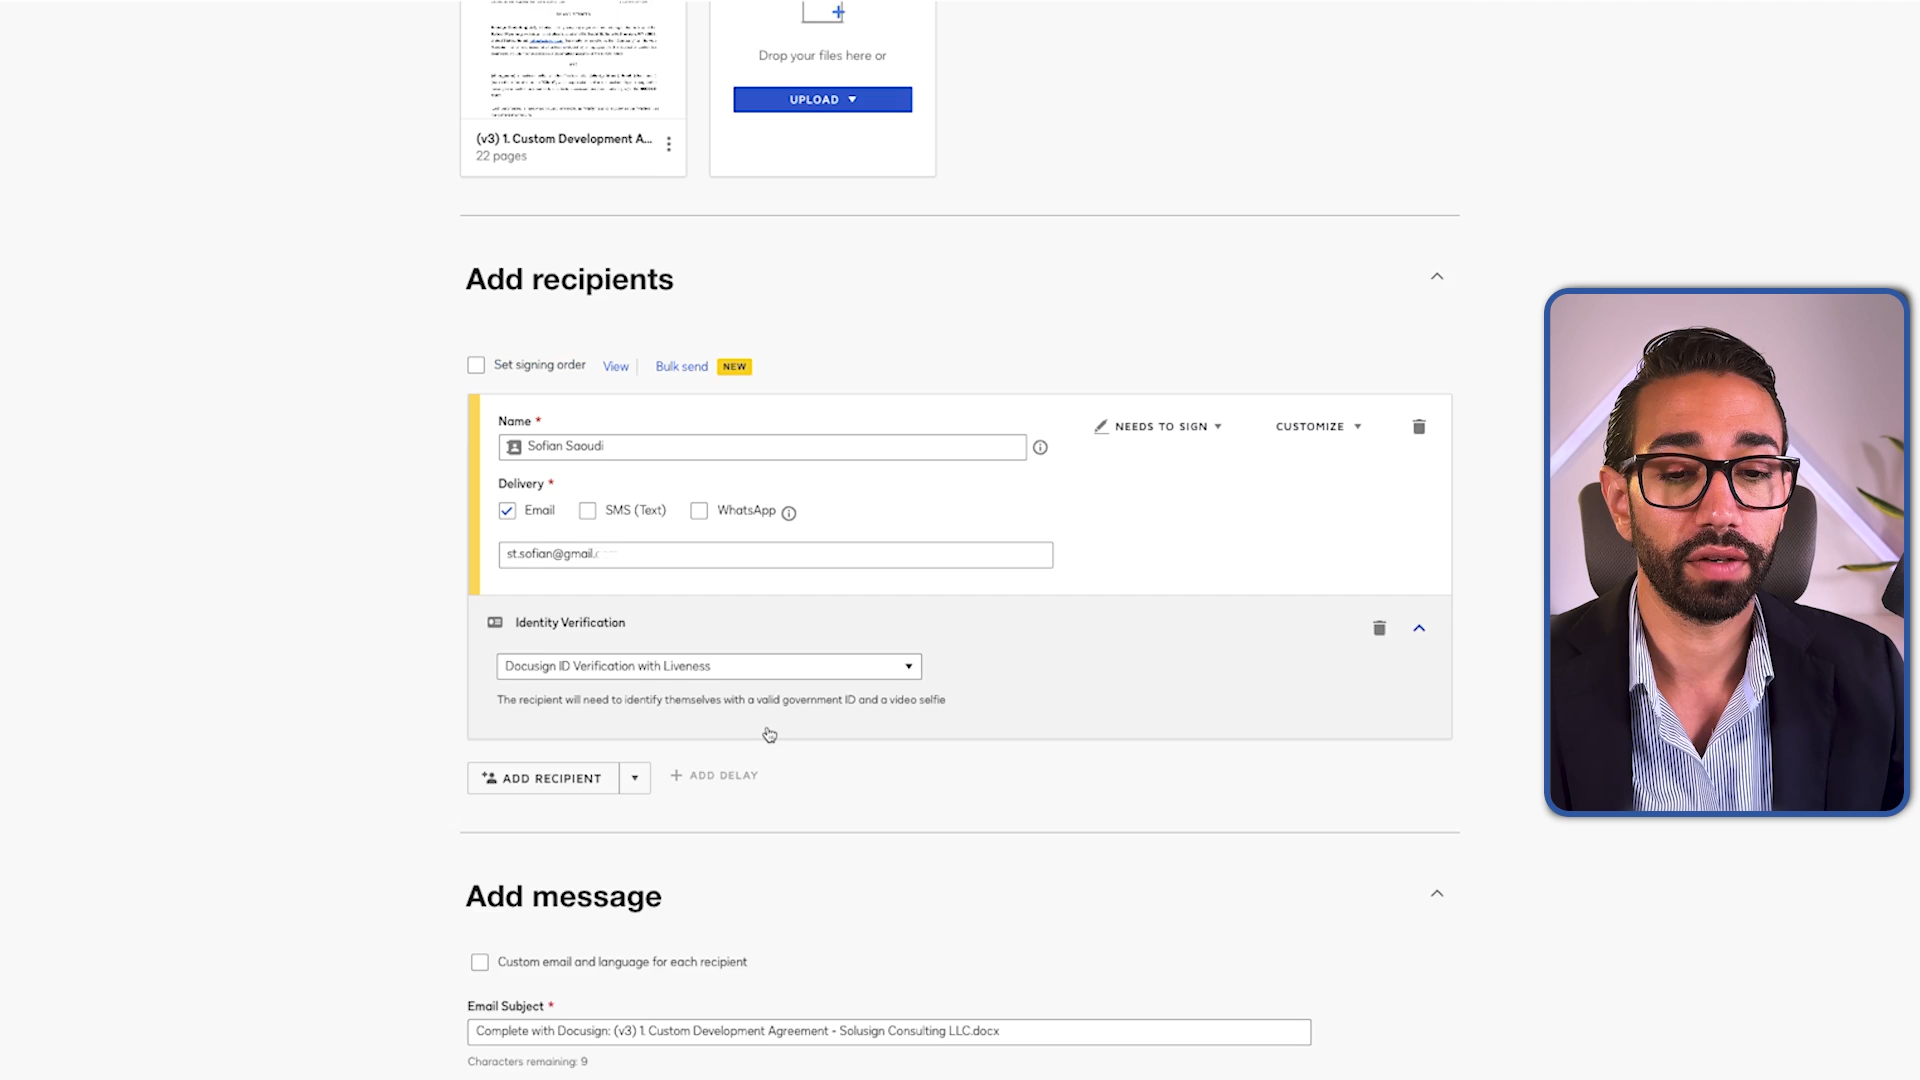 Drop your files here or
UPLOAD
(v3) 1. Custom Development A...
22 pages
Add recipients
Set signing order View Bulk send NEW
Name *
Sofian Saoudi
NEEDS TO SIGN
CUSTOMIZE
Delivery *
Email SMS (Text) WhatsApp
st.sofian@gmail.
Identity Verification
Docusign ID Verification with Liveness
The recipient will need to identify themselves with a valid government ID and a video selfie
ADD RECIPIENT
ADD DELAY
Add message
Custom email and language for each recipient
Email Subject *
Complete with Docusign: (v3) 1. Custom Development Agreement - Solusign Consulting LLC.docx
Characters remaining: 9